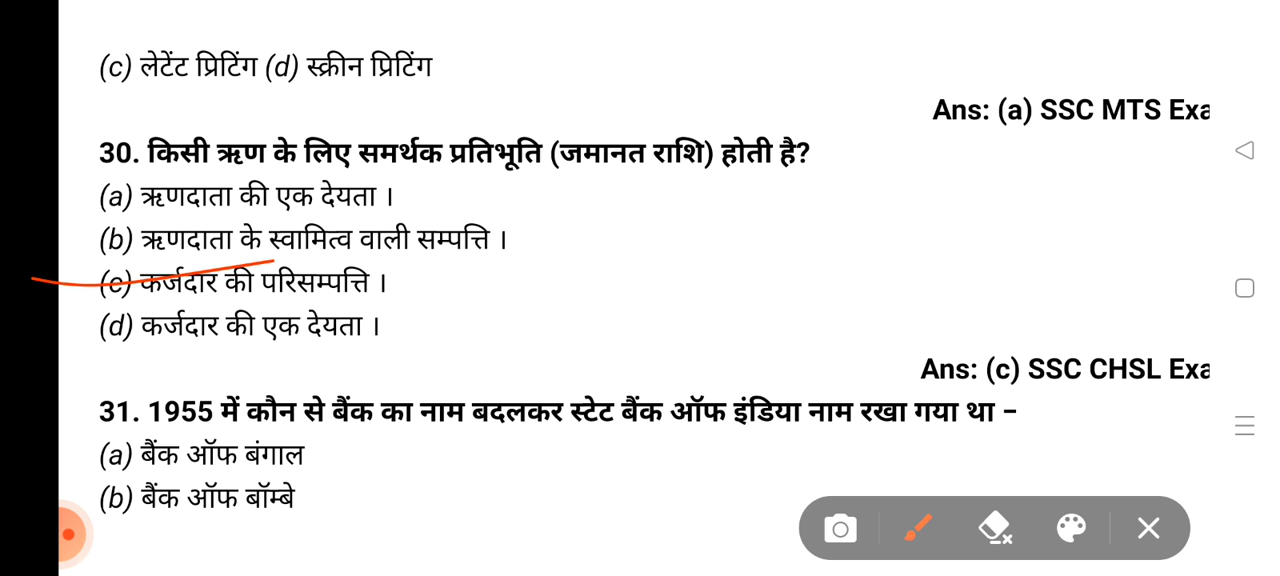 (c) लेटेंट प्रिटिंग (d) स्क्रीन प्रिटिंग
Ans: (a) SSC MTS Exa
30. किसी ऋण के लिए समर्थक प्रतिभूति (जमानत राशि) होती है?
(a) ऋणदाता की एक देयता ।
(b) ऋणदाता के स्वामित्व वाली सम्पत्ति ।
(c) कर्जदार की परिसम्पत्ति ।
(d) कर्जदार की एक देयता ।
Ans: (c) SSC CHSL Exa
31. 1955 में कौन से बैंक का नाम बदलकर स्टेट बैंक ऑफ इंडिया नाम रखा गया था –
(a) बैंक ऑफ बंगाल
(b) बैंक ऑफ बॉम्बे